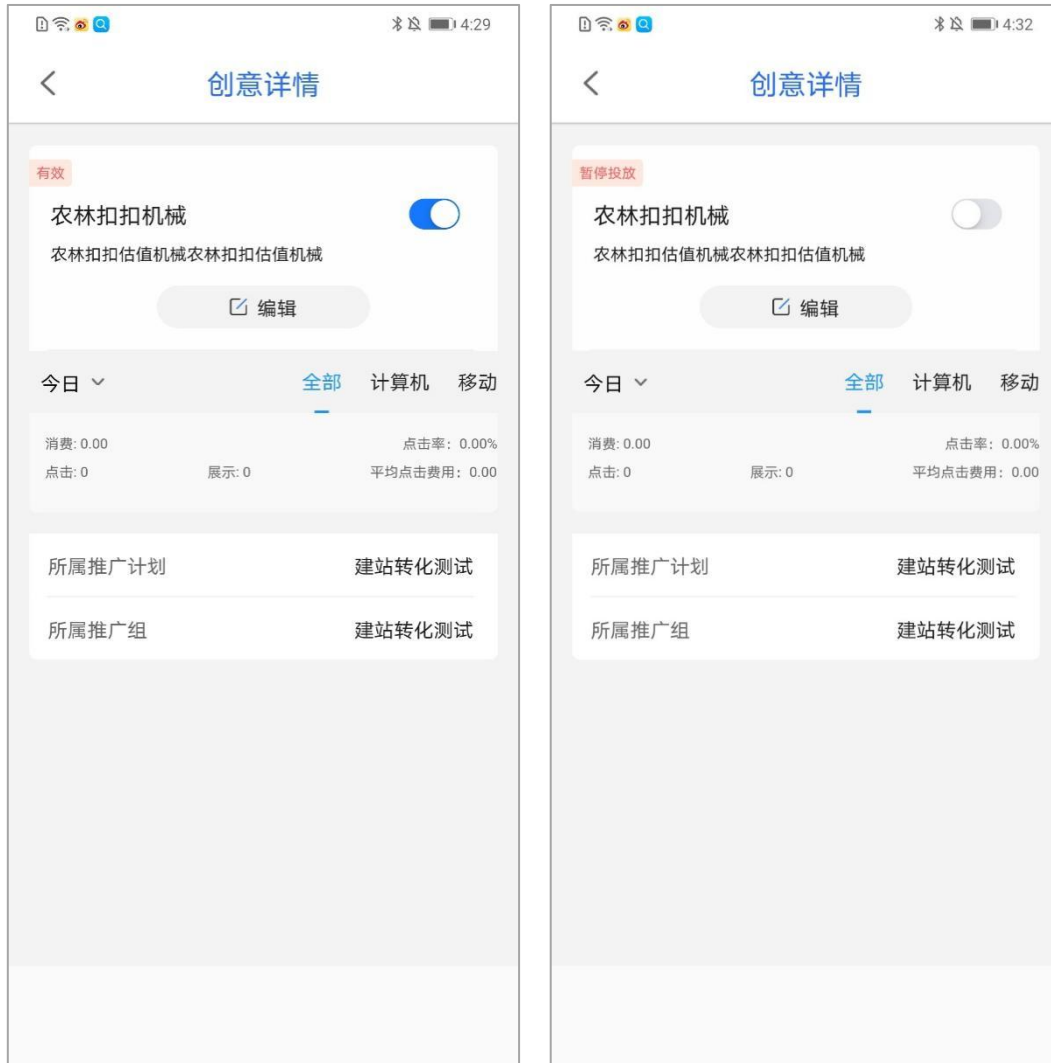 4:29
创意详情
有效
农林扣扣机械
农林扣扣估值机械农林扣扣估值机械
编辑
今日 全部 计算机 移动
消费: 0.00 点击率: 0.00%
点击: 0 展示: 0 平均点击费用: 0.00
所属推广计划 建站转化测试
所属推广组 建站转化测试
4:32
创意详情
暂停投放
农林扣扣机械
农林扣扣估值机械农林扣扣估值机械
编辑
今日 全部 计算机 移动
消费: 0.00 点击率: 0.00%
点击: 0 展示: 0 平均点击费用: 0.00
所属推广计划 建站转化测试
所属推广组 建站转化测试